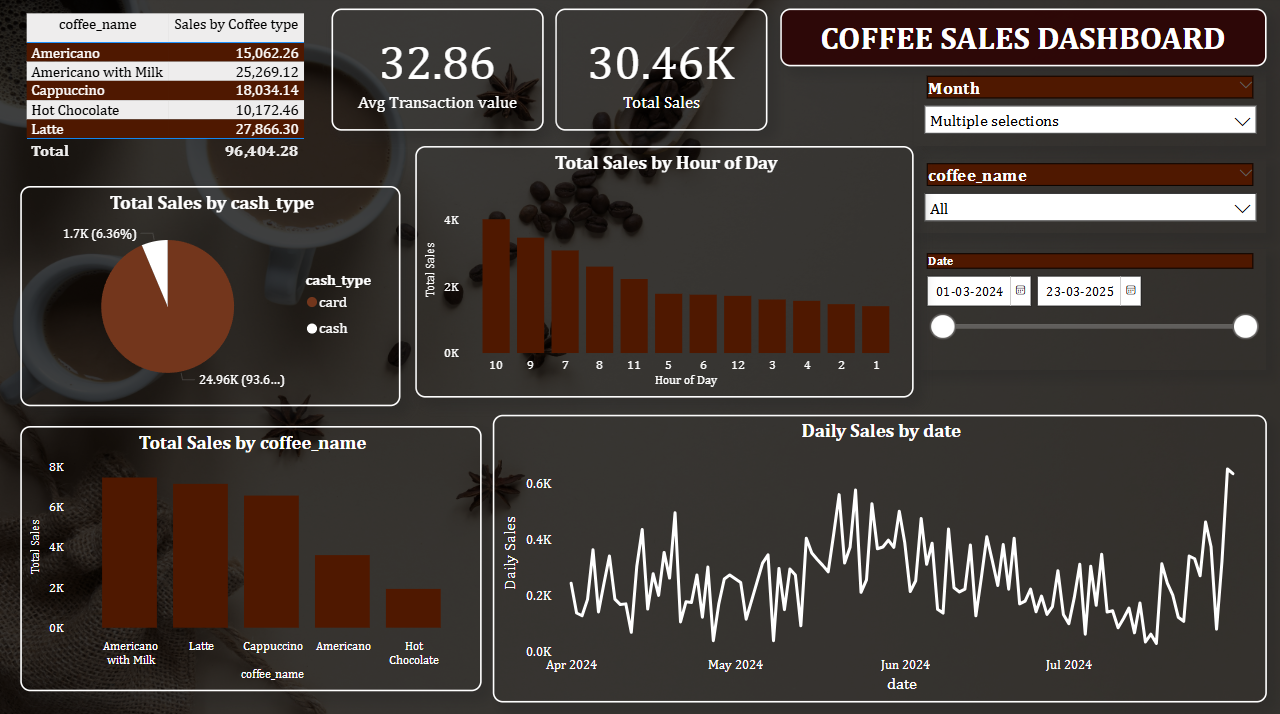 coffee_name Sales by Coffee type
Americano 15,062.26
Americano with Milk 25,269.12
Cappuccino 18,034.14
Hot Chocolate 10,172.46
Latte 27,866.30
Total 96,404.28
32.86
Avg Transaction value
30.46K
Total Sales
COFFEE SALES DASHBOARD
Month
Multiple selections
coffee_name
All
Date
01-03-2024 23-03-2025
Total Sales by cash_type
1.7K (6.36%)
cash_type
card
cash
24.96K (93.6...)
Total Sales by Hour of Day
Total Sales
4K
2K
0K
10 9 7 8 11 5 6 12 3 4 2 1
Hour of Day
Total Sales by coffee_name
Total Sales
8K
6K
4K
2K
0K
Americano with Milk Latte Cappuccino Americano Hot Chocolate
coffee_name
Daily Sales by date
Daily Sales
0.6K
0.4K
0.2K
0.0K
Apr 2024 May 2024 Jun 2024 Jul 2024
date